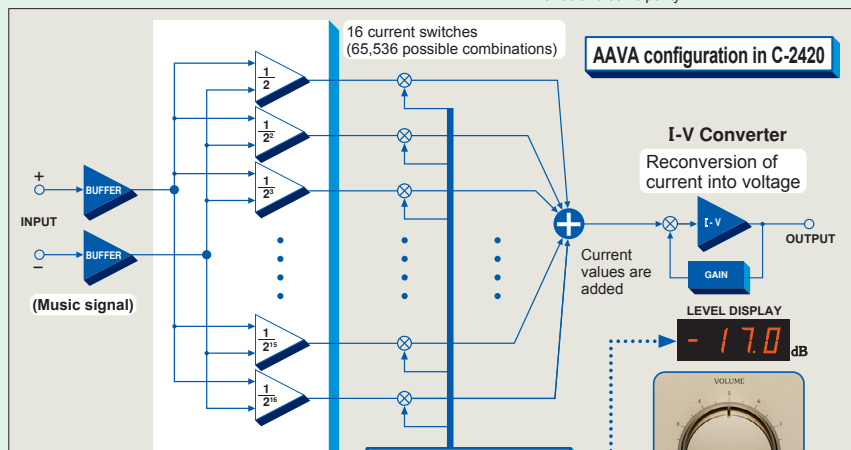 16 current switches
(65,536 possible combinations)
AAVA configuration in C-2420
1
2
1
2²
1
2³
1
2¹⁵
1
2¹⁶
+
BUFFER
INPUT
−
BUFFER
(Music signal)
+
Current
values are
added
I-V Converter
Reconversion of
current into voltage
I - V
GAIN
OUTPUT
LEVEL DISPLAY
- 17.0 dB
VOLUME
5